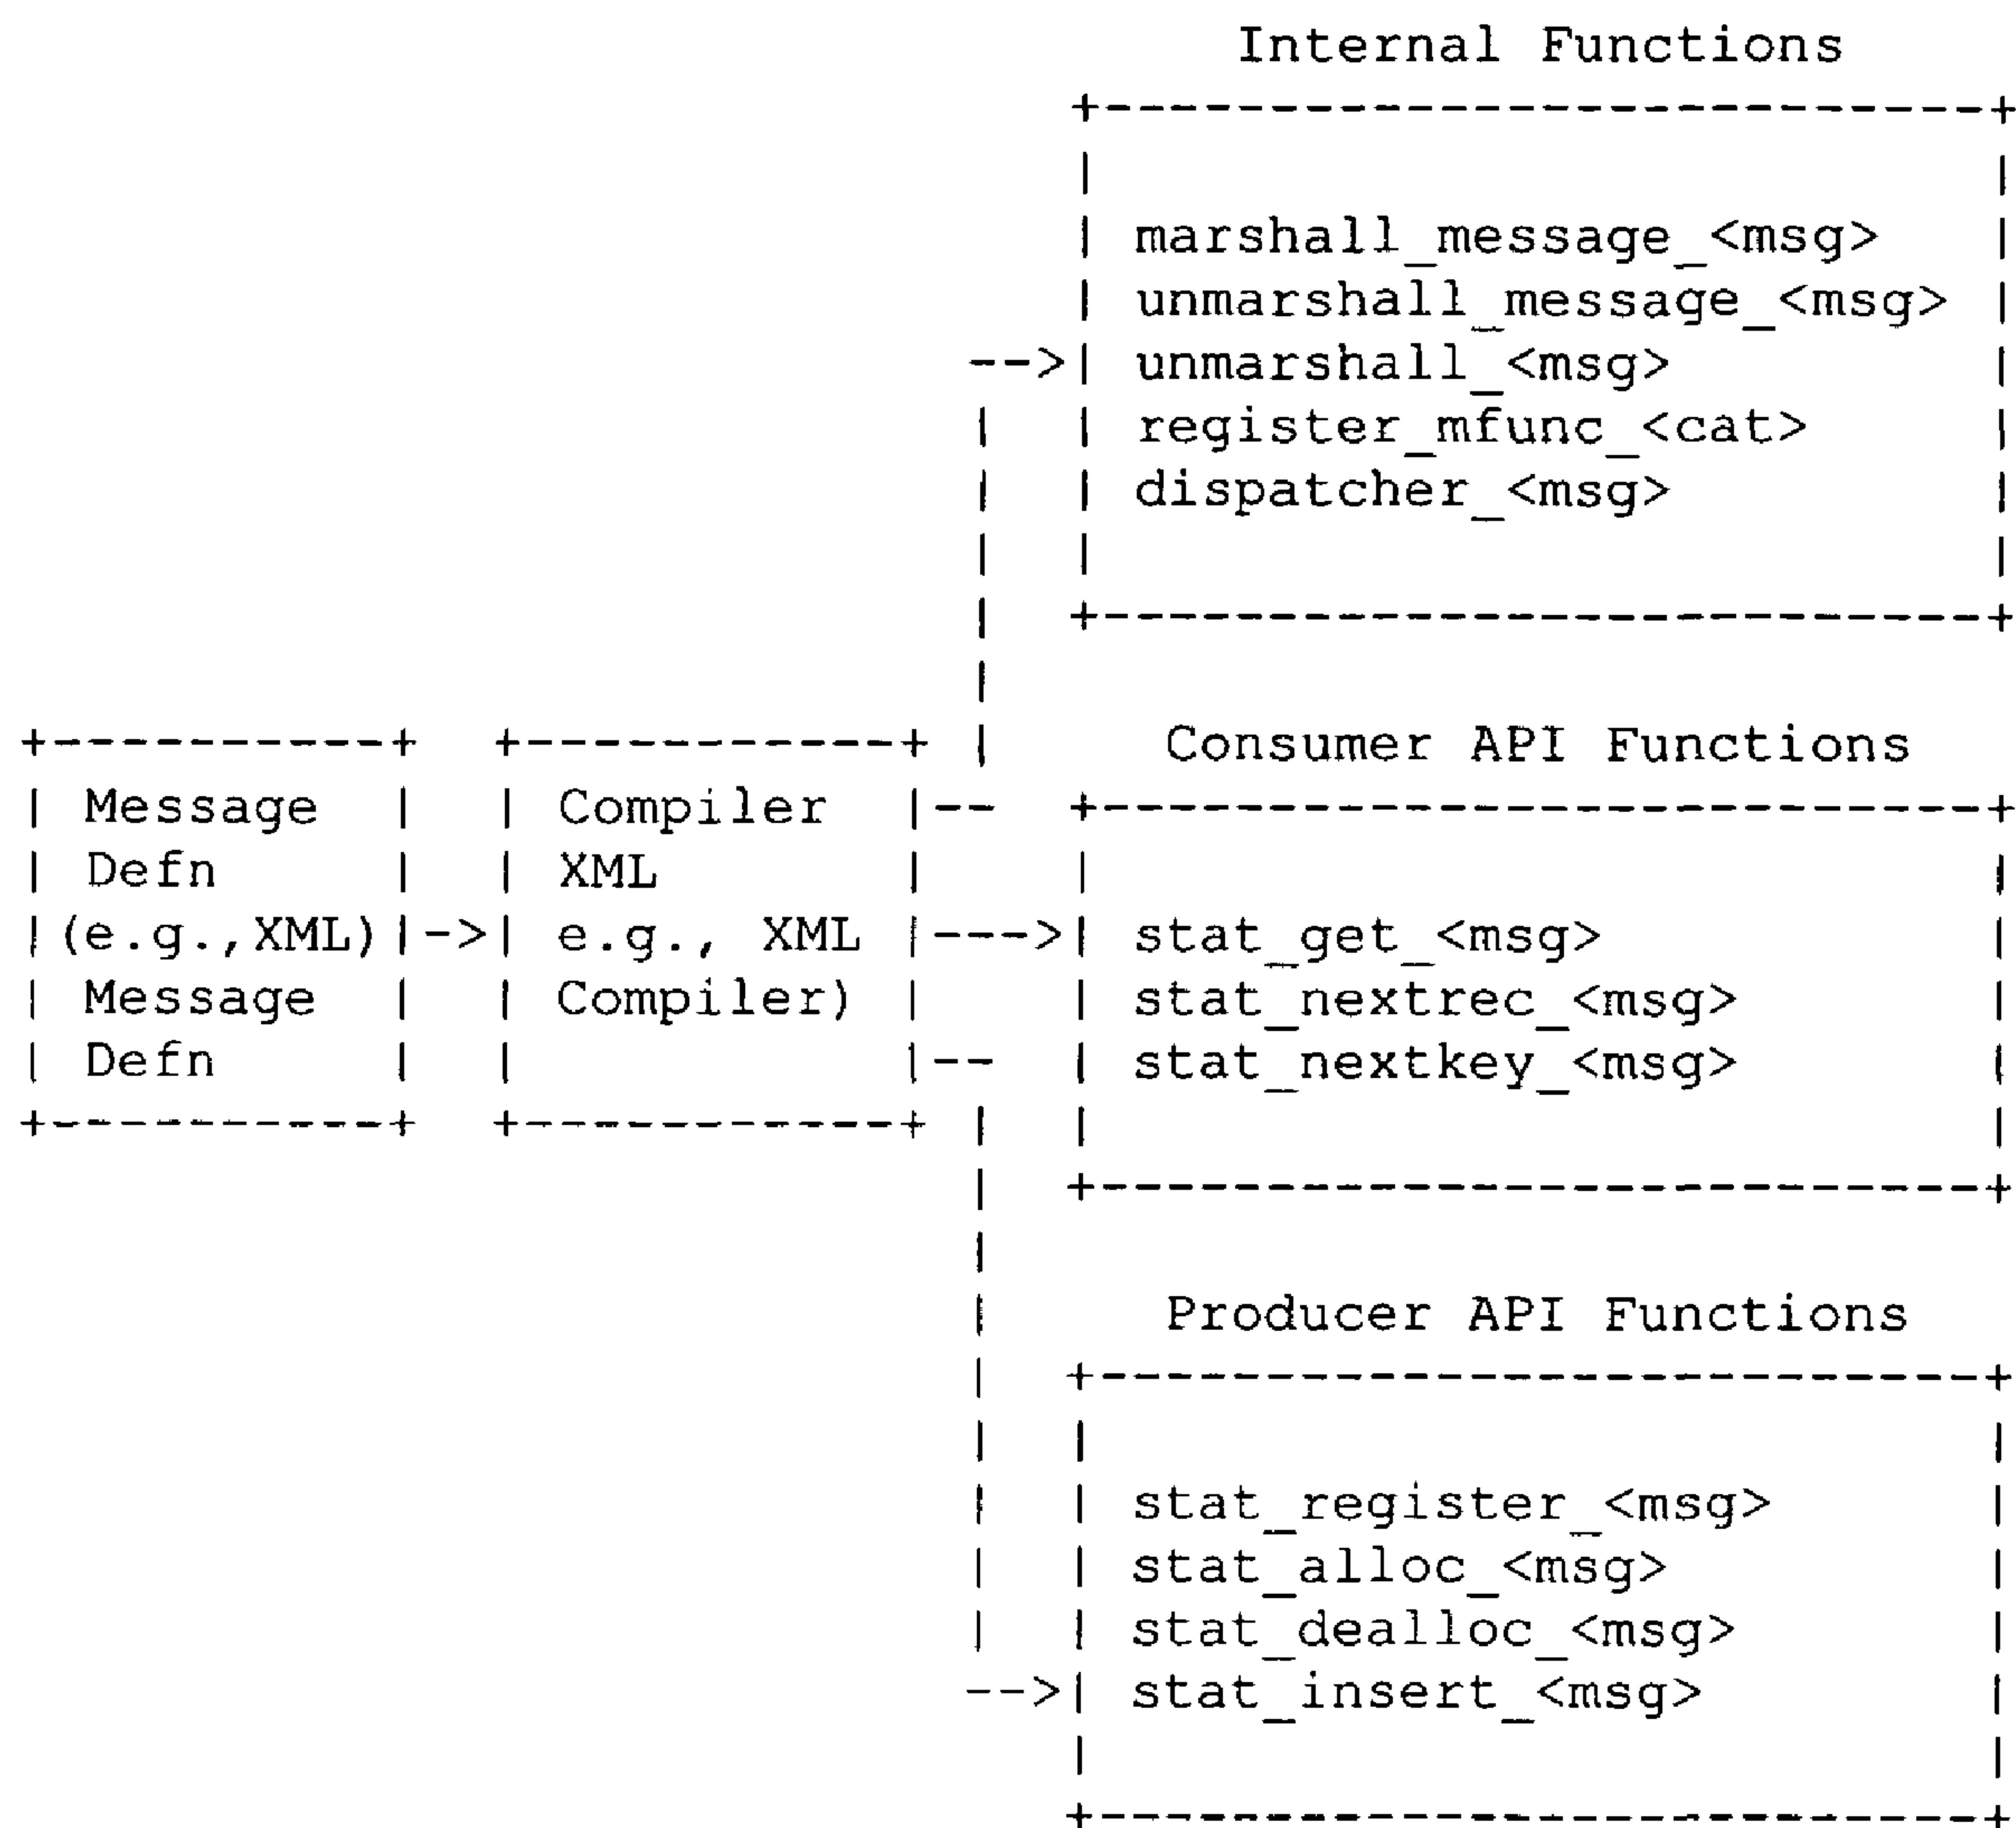 Internal Functions
+---------------------------+
|                           |
| marshall_message_<msg>    |
| unmarshall_message_<msg>  |
-->| unmarshall_<msg>          |
| | register_mfunc_<cat>      |
| | dispatcher_<msg>          |
| |                           |
| +---------------------------+
|
+-----------+  +------------+ |  Consumer API Functions
| Message   |  | Compiler   |--  +---------------------------+
| Defn      |  | XML        |    |                           |
|(e.g.,XML)|->| e.g., XML |--->| stat_get_<msg>            |
| Message   |  | Compiler)  |    | stat_nextrec_<msg>        |
| Defn      |  |            |--  | stat_nextkey_<msg>        |
+-----------+  +------------+ |  |                           |
| +---------------------------+
|
| Producer API Functions
| +---------------------------+
| |                           |
| | stat_register_<msg>       |
| | stat_alloc_<msg>          |
| | stat_dealloc_<msg>        |
-->| stat_insert_<msg>         |
|                           |
+---------------------------+